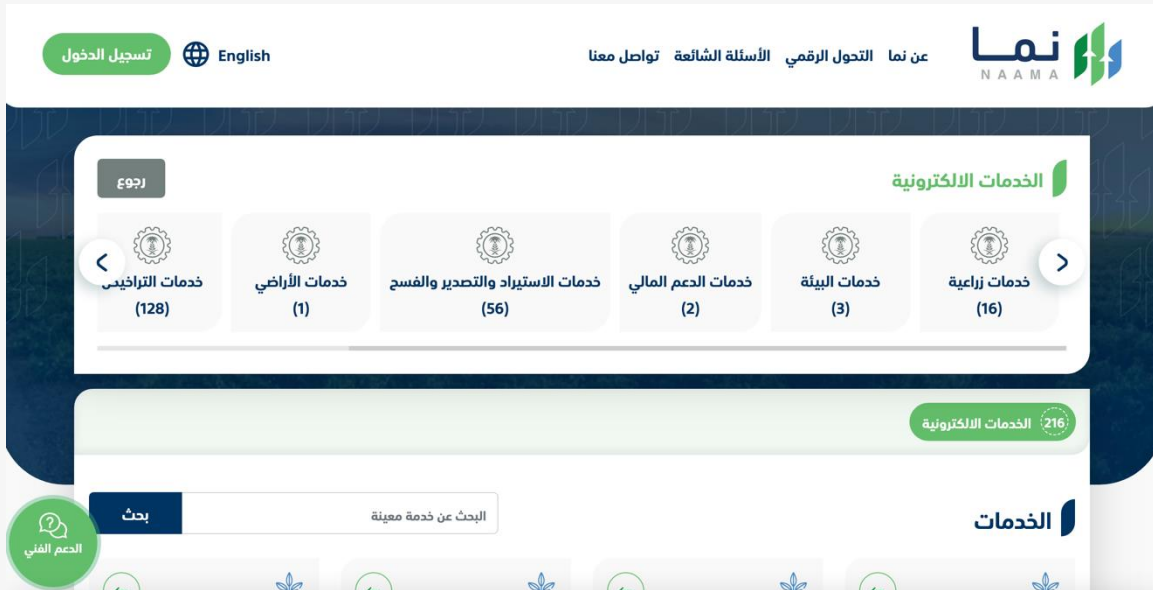 نما
NAAMA
عن نما
التحول الرقمي
الأسئلة الشائعة
تواصل معنا
English
تسجيل الدخول
الخدمات الالكترونية
رجوع
خدمات زراعية
(16)
خدمات البيئة
(3)
خدمات الدعم المالي
(2)
خدمات الاستيراد والتصدير والفسح
(56)
خدمات الأراضي
(1)
خدمات
(128)
216 الخدمات الالكترونية
الخدمات
البحث عن خدمة معينة
بحث
الدعم الفني